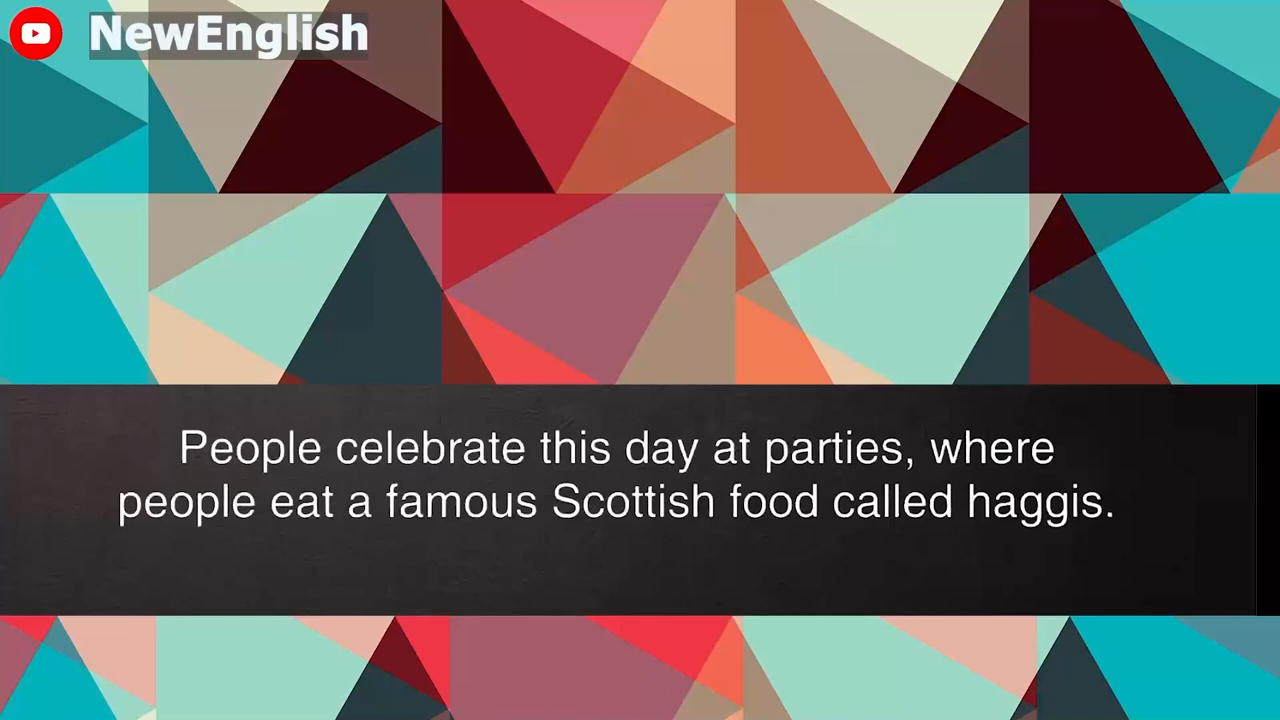 NewEnglish
People celebrate this day at parties, where
people eat a famous Scottish food called haggis.